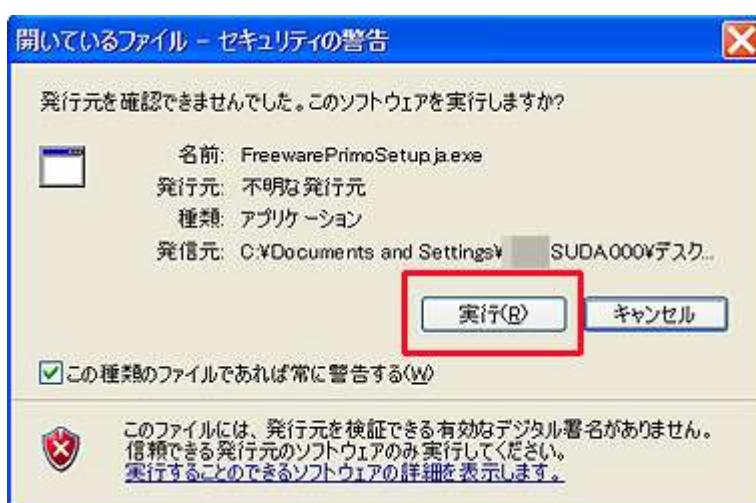 開いているファイル - セキュリティの警告
発行元を確認できませんでした。このソフトウェアを実行しますか?
名前: FreewarePrimoSetup.ja.exe
発行元: 不明な発行元
種類: アプリケーション
発信元: C:¥Documents and Settings¥ SUDA.000¥デスク...
実行(R) キャンセル
この種類のファイルであれば常に警告する(W)
このファイルには、発行元を検証できる有効なデジタル署名がありません。
信頼できる発行元のソフトウェアのみ実行してください。
実行することのできるソフトウェアの詳細を表示します。